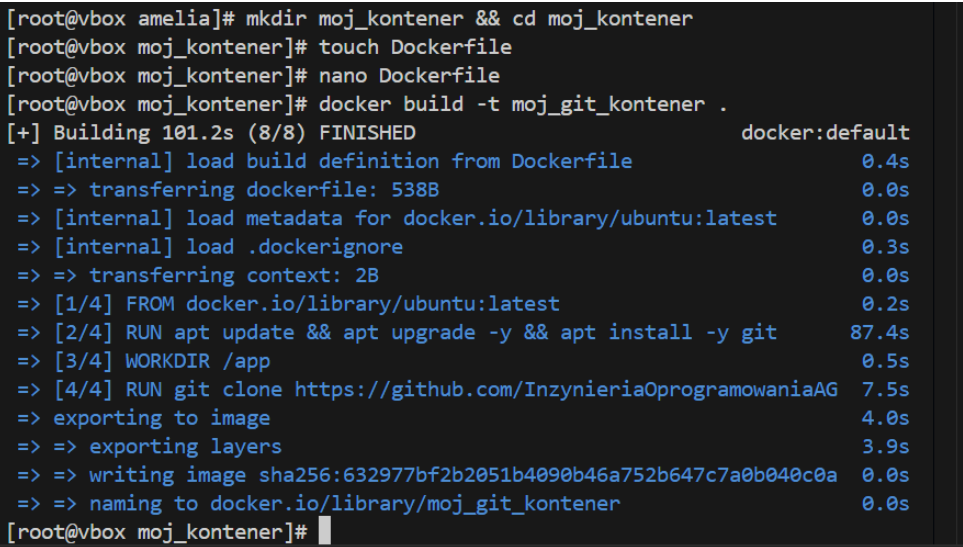 [root@vbox amelia]# mkdir moj_kontener && cd moj_kontener
[root@vbox moj_kontener]# touch Dockerfile
[root@vbox moj_kontener]# nano Dockerfile
[root@vbox moj_kontener]# docker build -t moj_git_kontener .
[+] Building 101.2s (8/8) FINISHED docker:default
=> [internal] load build definition from Dockerfile 0.4s
=> => transferring dockerfile: 538B 0.0s
=> [internal] load metadata for docker.io/library/ubuntu:latest 0.0s
=> [internal] load .dockerignore 0.3s
=> => transferring context: 2B 0.0s
=> [1/4] FROM docker.io/library/ubuntu:latest 0.2s
=> [2/4] RUN apt update && apt upgrade -y && apt install -y git 87.4s
=> [3/4] WORKDIR /app 0.5s
=> [4/4] RUN git clone https://github.com/InzynieriaOprogramowaniaAG 7.5s
=> exporting to image 4.0s
=> => exporting layers 3.9s
=> => writing image sha256:632977bf2b2051b4090b46a752b647c7a0b040c0a 0.0s
=> => naming to docker.io/library/moj_git_kontener 0.0s
[root@vbox moj_kontener]#